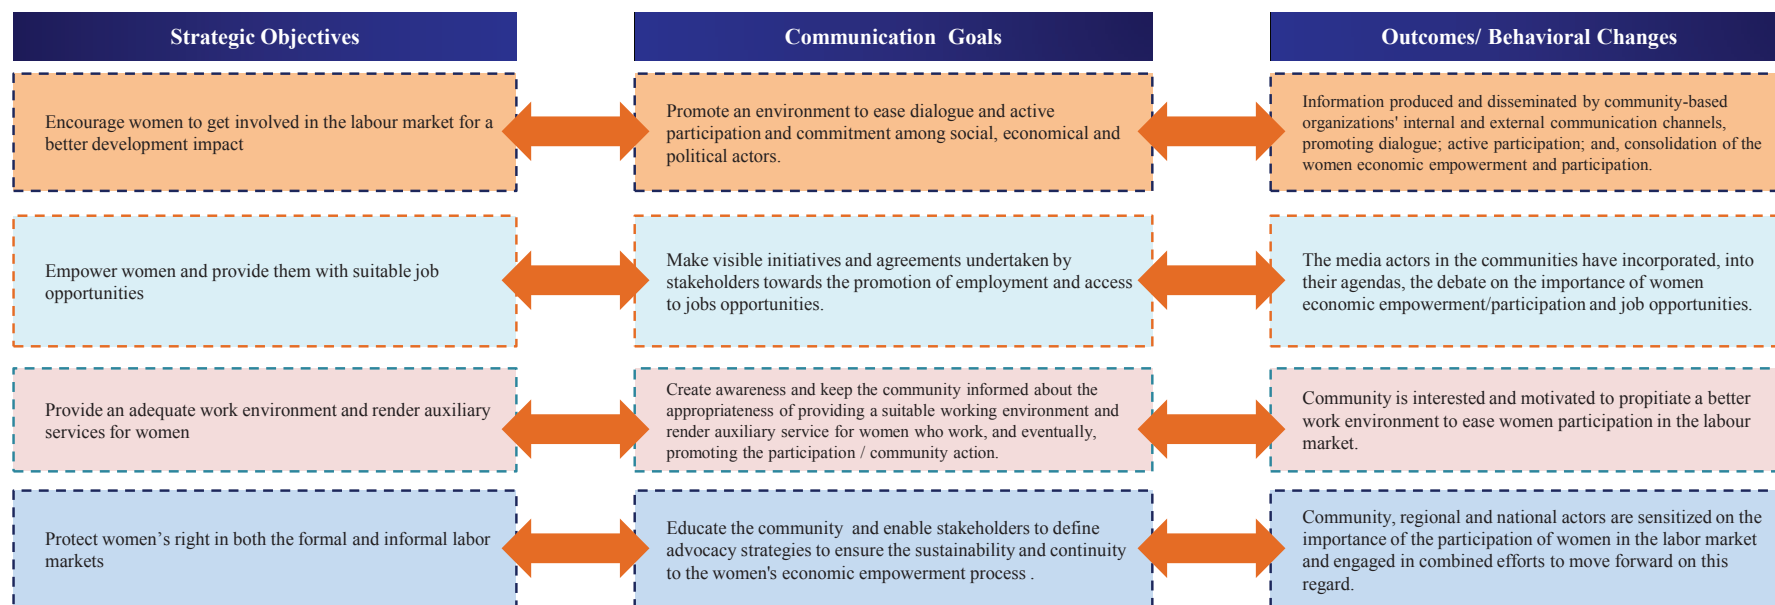 Strategic Objectives
Communication Goals
Outcomes/ Behavioral Changes
Encourage women to get involved in the labour market for a
better development impact
Promote an environment to ease dialogue and active
participation and commitment among social, economical and
political actors.
Information produced and disseminated by community-based
organizations' internal and external communication channels,
promoting dialogue; active participation; and, consolidation of the
women economic empowerment and participation.
Empower women and provide them with suitable job
opportunities
Make visible initiatives and agreements undertaken by
stakeholders towards the promotion of employment and access
to jobs opportunities.
The media actors in the communities have incorporated, into
their agendas, the debate on the importance of women
economic empowerment/participation and job opportunities.
Provide an adequate work environment and render auxiliary
services for women
Create awareness and keep the community informed about the
appropriateness of providing a suitable working environment and
render auxiliary service for women who work, and eventually,
promoting the participation / community action.
Community is interested and motivated to propitiate a better
work environment to ease women participation in the labour
market.
Protect women's right in both the formal and informal labor
markets
Educate the community and enable stakeholders to define
advocacy strategies to ensure the sustainability and continuity
to the women's economic empowerment process .
Community, regional and national actors are sensitized on the
importance of the participation of women in the labor market
and engaged in combined efforts to move forward on this
regard.